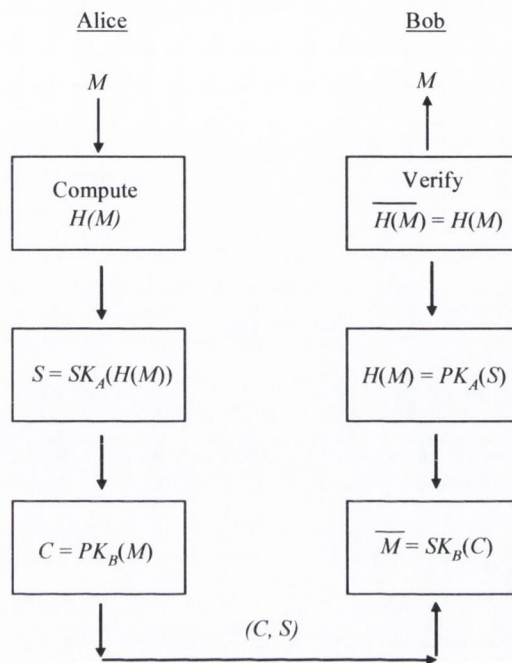 Alice
Bob
M
M
Compute
H(M)
Verify
H̅(̅M̅)̅ = H(M)
S = SK_A(H(M))
H(M) = PK_A(S)
C = PK_B(M)
M̅ = SK_B(C)
(C, S)